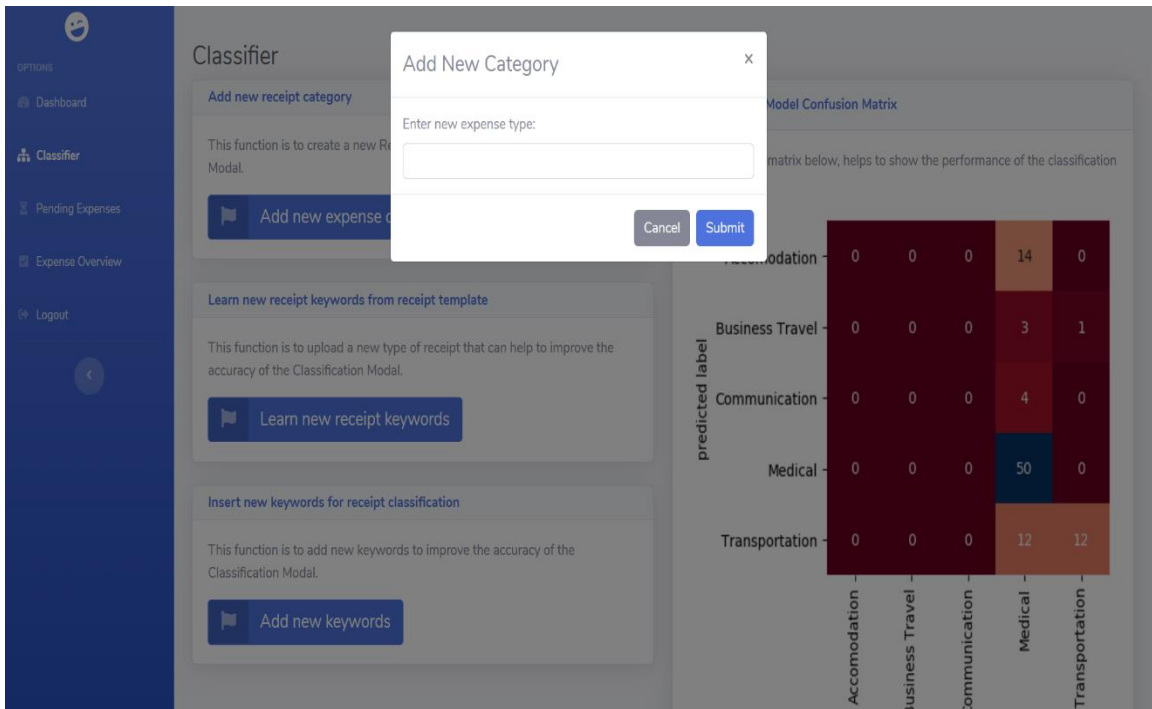 OPTIONS
Dashboard
Classifier
Pending Expenses
Expense Overview
Logout
Classifier
Add new receipt category
This function is to create a new
Modal.
Add new expense
Add New Category
x
Enter new expense type:
Cancel
Submit
Learn new receipt keywords from receipt template
This function is to upload a new type of receipt that can help to improve the
accuracy of the Classification Modal.
Learn new receipt keywords
Insert new keywords for receipt classification
This function is to add new keywords to improve the accuracy of the
Classification Modal.
Add new keywords
Model Confusion Matrix
matrix below, helps to show the performance of the classification
predicted label
Accomodation 0 0 0 14 0
Business Travel 0 0 0 3 1
Communication 0 0 0 4 0
Medical 0 0 0 50 0
Transportation 0 0 0 12 12
Accomodation
Business Travel
Communication
Medical
Transportation